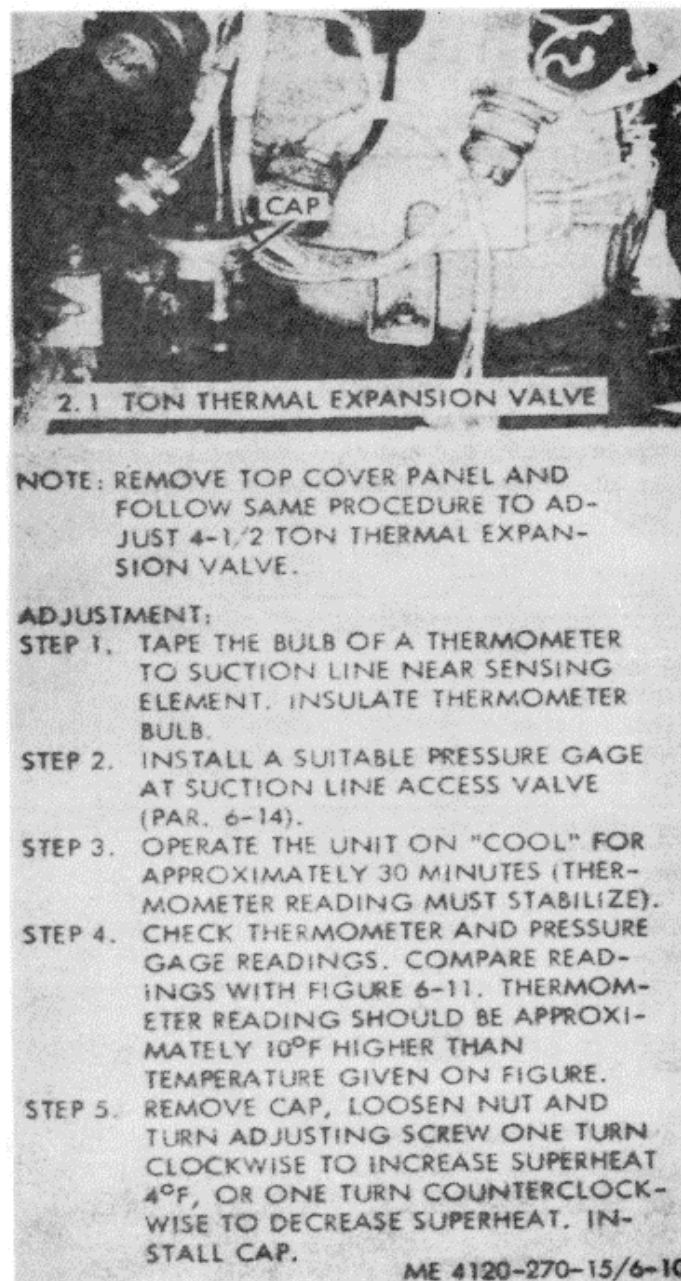 CAP
2.1 TON THERMAL EXPANSION VALVE
NOTE: REMOVE TOP COVER PANEL AND
FOLLOW SAME PROCEDURE TO AD-
JUST 4-1/2 TON THERMAL EXPAN-
SION VALVE.
ADJUSTMENT:
STEP 1. TAPE THE BULB OF A THERMOMETER
TO SUCTION LINE NEAR SENSING
ELEMENT. INSULATE THERMOMETER
BULB.
STEP 2. INSTALL A SUITABLE PRESSURE GAGE
AT SUCTION LINE ACCESS VALVE
(PAR. 6-14).
STEP 3. OPERATE THE UNIT ON "COOL" FOR
APPROXIMATELY 30 MINUTES (THER-
MOMETER READING MUST STABILIZE).
STEP 4. CHECK THERMOMETER AND PRESSURE
GAGE READINGS. COMPARE READ-
INGS WITH FIGURE 6-11. THERMOM-
ETER READING SHOULD BE APPROXI-
MATELY 10°F HIGHER THAN
TEMPERATURE GIVEN ON FIGURE.
STEP 5. REMOVE CAP, LOOSEN NUT AND
TURN ADJUSTING SCREW ONE TURN
CLOCKWISE TO INCREASE SUPERHEAT
4°F, OR ONE TURN COUNTERCLOCK-
WISE TO DECREASE SUPERHEAT. IN-
STALL CAP.
ME 4120-270-15/6-10